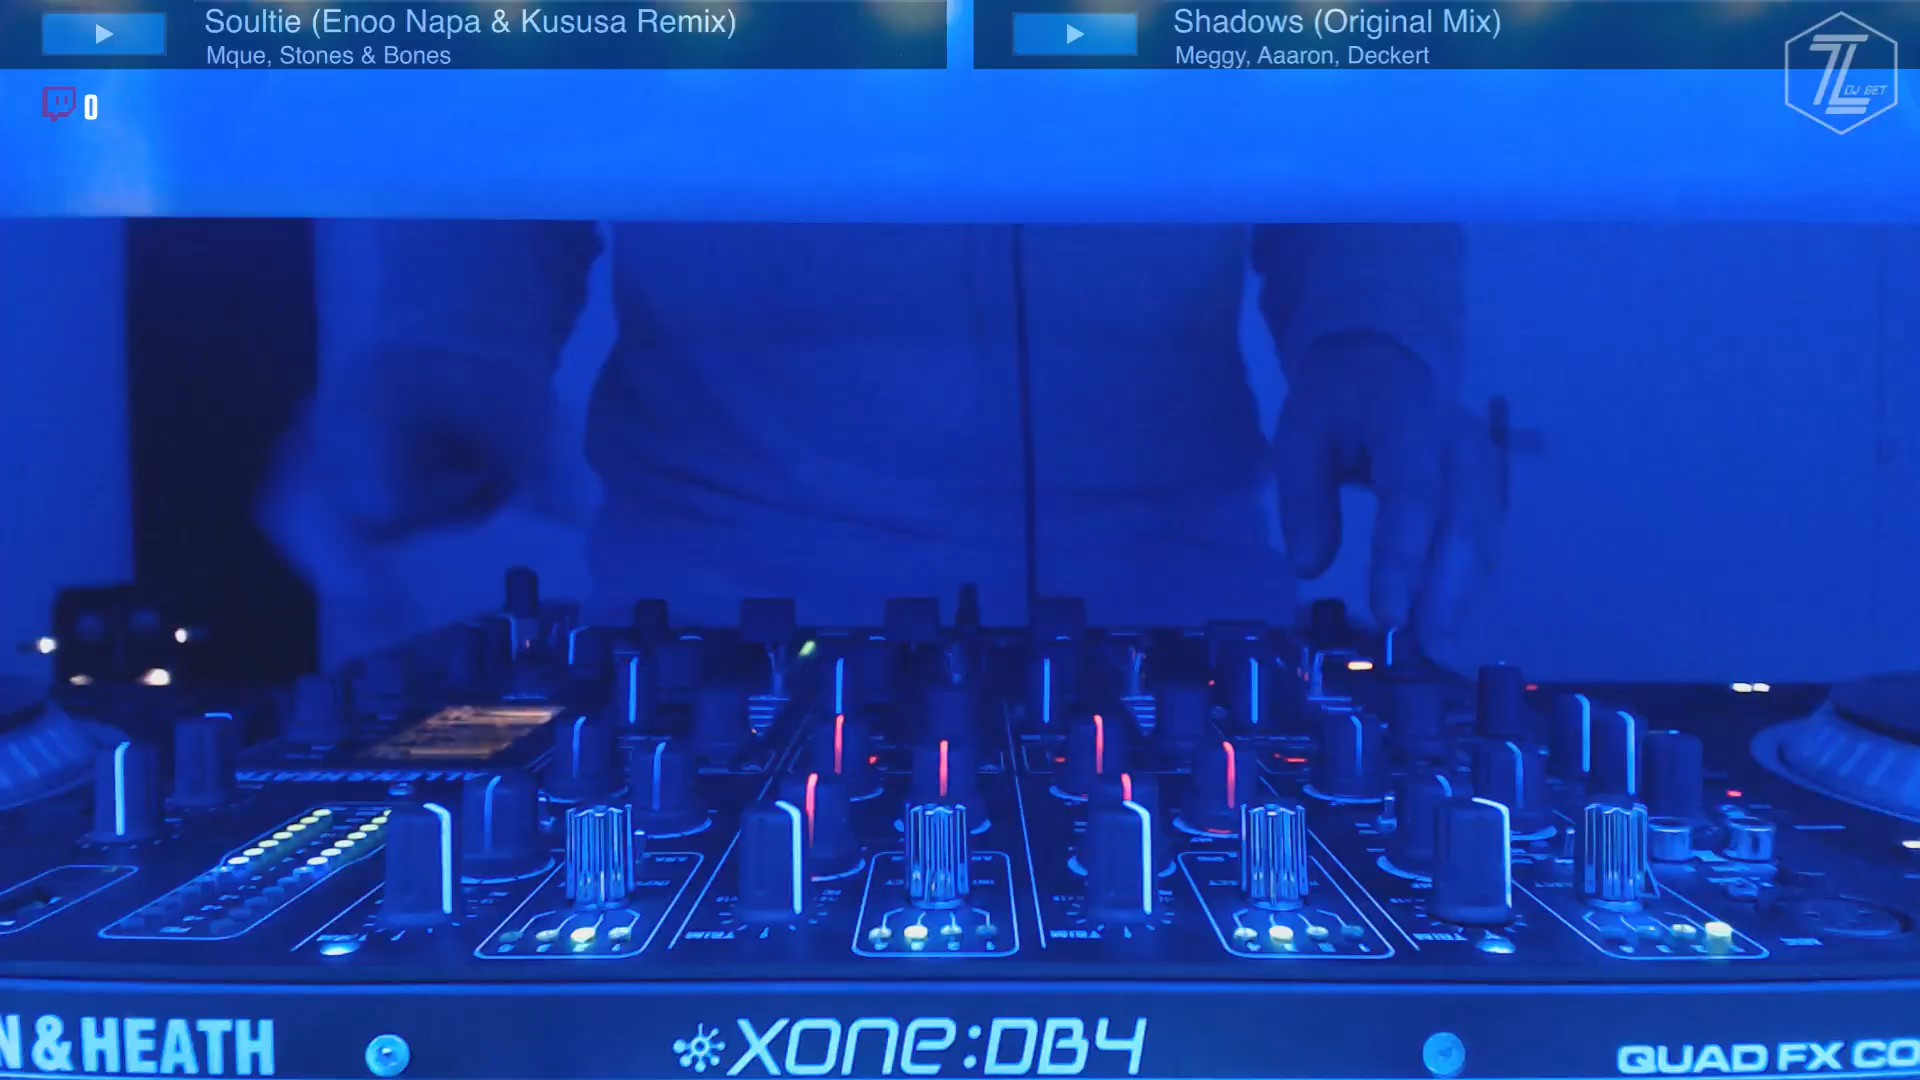 Soultie (Enoo Napa & Kususa Remix)
Mque, Stones & Bones
Shadows (Original Mix)
Meggy, Aaaron, Deckert
0
TL
DJ SET
N & HEATH
XONE:DB4
QUAD FX CO